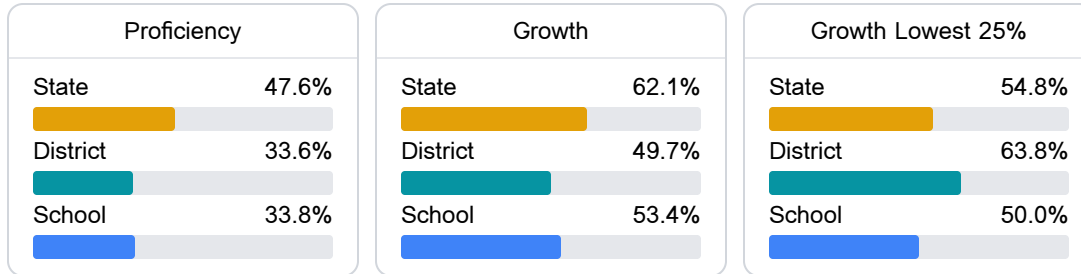 Proficiency
State 47.6%
District 33.6%
School 33.8%
Growth
State 62.1%
District 49.7%
School 53.4%
Growth Lowest 25%
State 54.8%
District 63.8%
School 50.0%